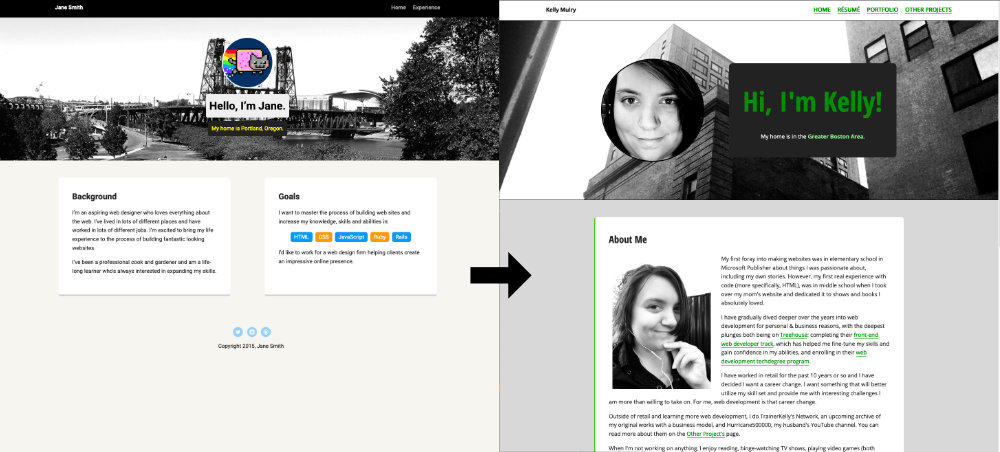 Jane Smith
Home Experience
Hello, I'm Jane.
My home is Portland, Oregon.
Background
I'm an aspiring web designer who loves everything about
the web. I've lived in lots of different places and have
worked in lots of different jobs. I'm excited to bring my life
experience to the process of building fantastic looking
websites.
I've been a professional cook and gardener and am a life-
long learner who's always interested in expanding my skills.
Goals
I want to master the process of building web sites and
increase my knowledge, skills and abilities in:
HTML CSS JavaScript Ruby Rails
I'd like to work for a web design firm helping clients create
an impressive online presence.
Copyright 2015, Jane Smith
Kelly Muiry
HOME RÉSUMÉ PORTFOLIO OTHER PROJECTS
Hi, I'm Kelly!
My home is in the Greater Boston Area.
About Me
My first foray into making websites was in elementary school in
Microsoft Publisher about things I was passionate about,
including my own stories. However, my first real experience with
code (more specifically, HTML), was in middle school when I took
over my mom's website and dedicated it to shows and books I
absolutely loved.
I have gradually dived deeper over the years into web
development for personal & business reasons, with the deepest
plunges both being on Treehouse: completing their front-end
web developer track, which has helped me fine-tune my skills and
gain confidence in my abilities, and enrolling in their web
development techdegree program.
I have worked in retail for the past 10 years or so and I have
decided I want a career change. I want something that will better
utilize my skill set and provide me with interesting challenges I
am more than willing to take on. For me, web development is that career change.
Outside of retail and learning more web development, I do TrainerKelly's Network, an upcoming archive of
my original works with a business model, and Hurricane500000, my husband's YouTube channel. You can
read more about them on the Other Project's page.
When I'm not working on anything, I enjoy reading, binge-watching TV shows, playing video games (both